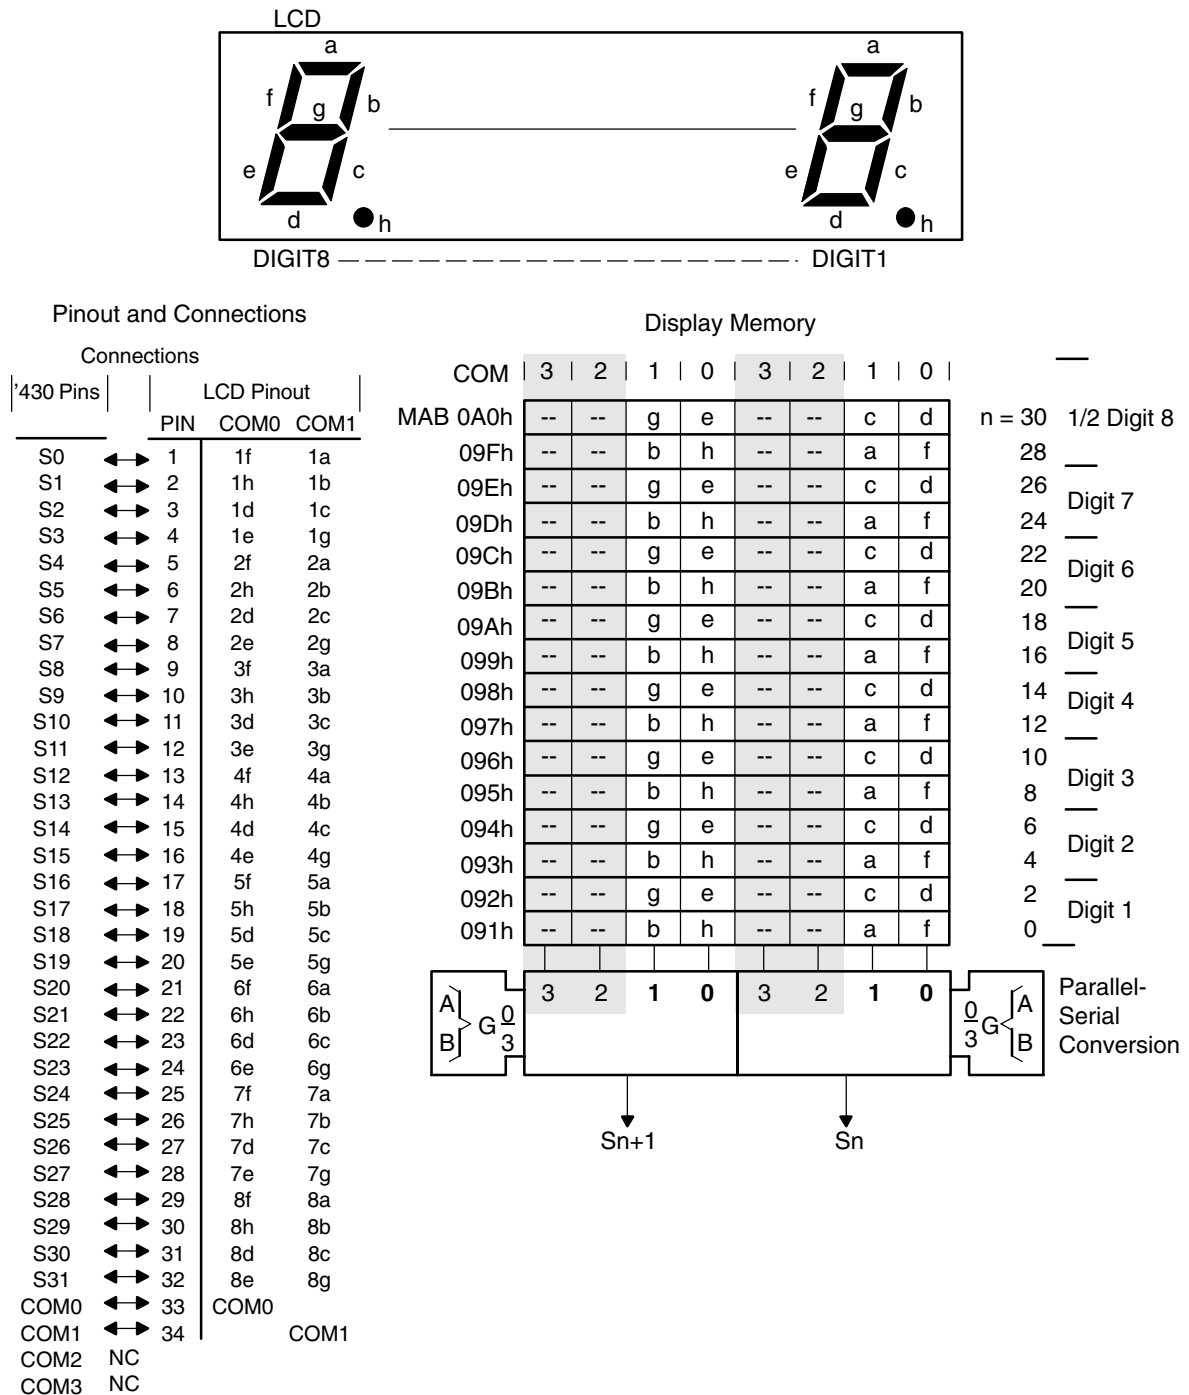 LCD
a a
f g b f g b
e c e c
d h d h
DIGIT8 DIGIT1
Pinout and Connections
Connections
'430 Pins LCD Pinout
PIN COM0 COM1
S0 1 1f 1a
S1 2 1h 1b
S2 3 1d 1c
S3 4 1e 1g
S4 5 2f 2a
S5 6 2h 2b
S6 7 2d 2c
S7 8 2e 2g
S8 9 3f 3a
S9 10 3h 3b
S10 11 3d 3c
S11 12 3e 3g
S12 13 4f 4a
S13 14 4h 4b
S14 15 4d 4c
S15 16 4e 4g
S16 17 5f 5a
S17 18 5h 5b
S18 19 5d 5c
S19 20 5e 5g
S20 21 6f 6a
S21 22 6h 6b
S22 23 6d 6c
S23 24 6e 6g
S24 25 7f 7a
S25 26 7h 7b
S26 27 7d 7c
S27 28 7e 7g
S28 29 8f 8a
S29 30 8h 8b
S30 31 8d 8c
S31 32 8e 8g
COM0 33 COM0
COM1 34 COM1
COM2 NC
COM3 NC
Display Memory
COM 3 2 1 0 3 2 1 0
MAB 0A0h -- -- g e -- -- c d n = 30 1/2 Digit 8
09Fh -- -- b h -- -- a f 28
09Eh -- -- g e -- -- c d 26
Digit 7
09Dh -- -- b h -- -- a f 24
09Ch -- -- g e -- -- c d 22
Digit 6
09Bh -- -- b h -- -- a f 20
09Ah -- -- g e -- -- c d 18
Digit 5
099h -- -- b h -- -- a f 16
098h -- -- g e -- -- c d 14
Digit 4
097h -- -- b h -- -- a f 12
096h -- -- g e -- -- c d 10
Digit 3
095h -- -- b h -- -- a f 8
094h -- -- g e -- -- c d 6
Digit 2
093h -- -- b h -- -- a f 4
092h -- -- g e -- -- c d 2
Digit 1
091h -- -- b h -- -- a f 0
A B G 0 3 3 2 1 0 3 2 1 0 0 3 G A B
Parallel-
Serial
Conversion
Sn+1 Sn